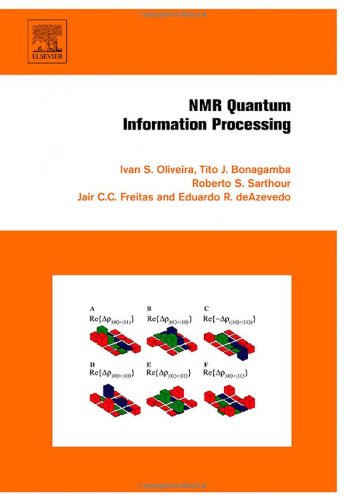 ELSEVIER
NMR Quantum
Information Processing
Ivan S. Oliveira, Tito J. Bonagamba,
Roberto S. Sarthour
Jair C.C. Freitas and Eduardo R. deAzevedo
A B C
D E F